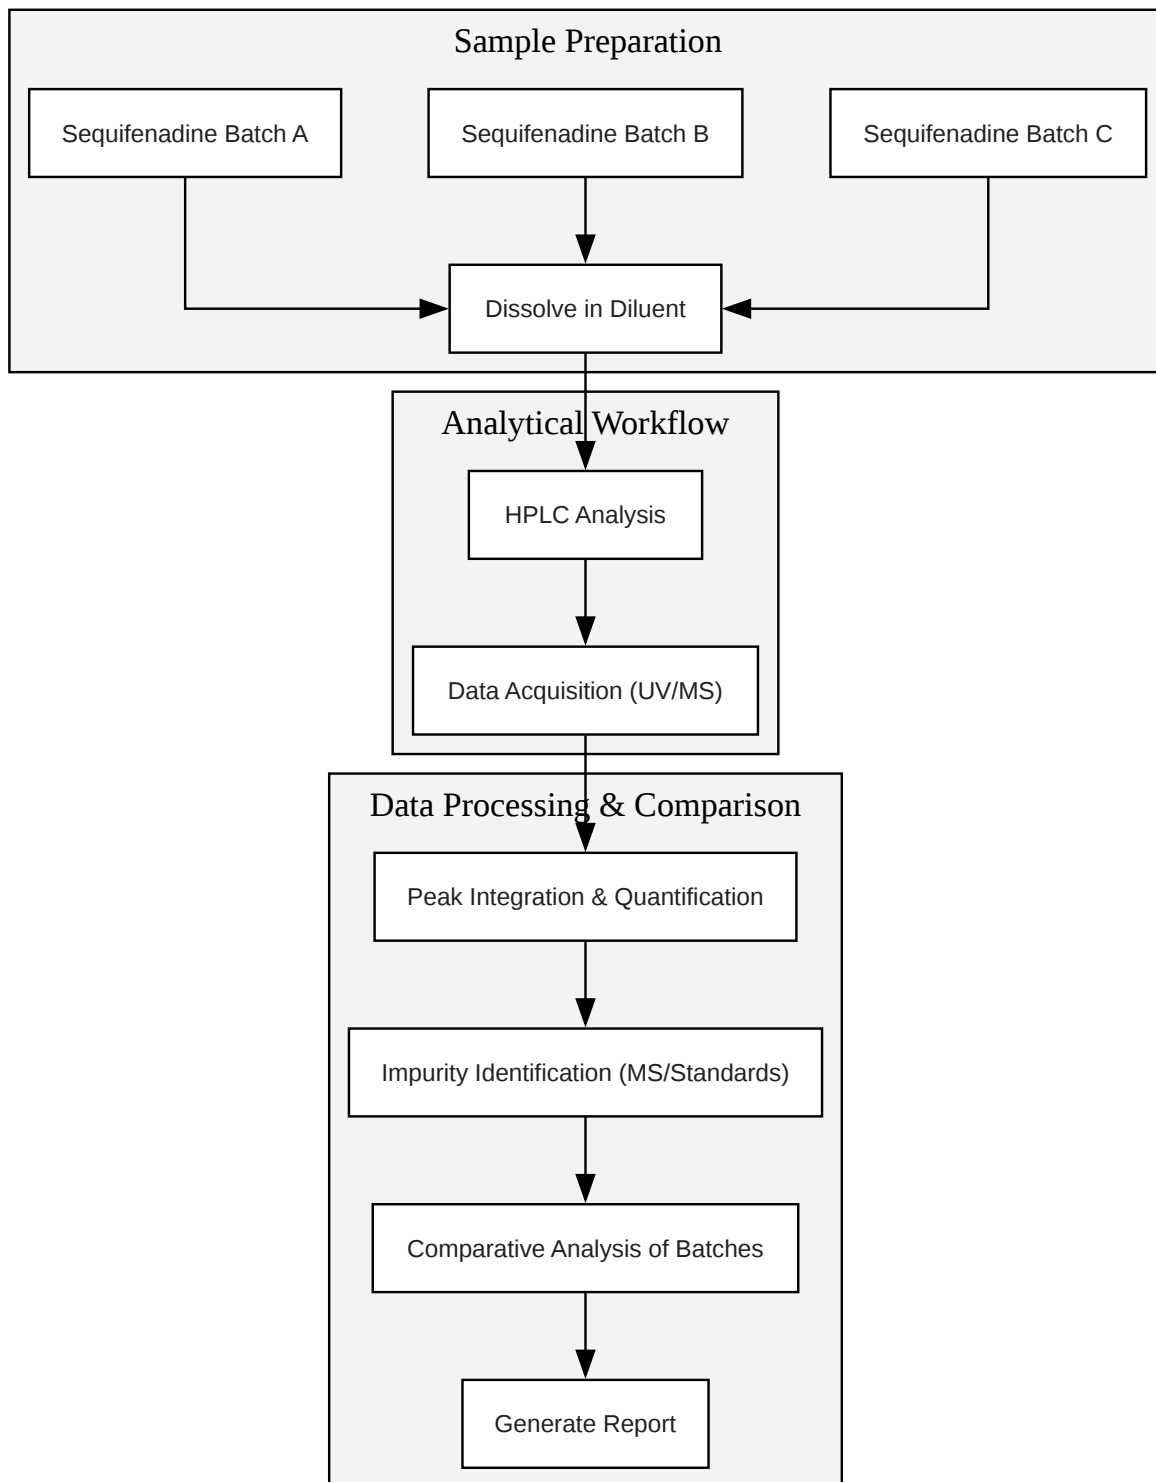 Sample Preparation
Sequifenadine Batch A
Sequifenadine Batch B
Sequifenadine Batch C
Dissolve in Diluent
Analytical Workflow
HPLC Analysis
Data Acquisition (UV/MS)
Data Processing & Comparison
Peak Integration & Quantification
Impurity Identification (MS/Standards)
Comparative Analysis of Batches
Generate Report